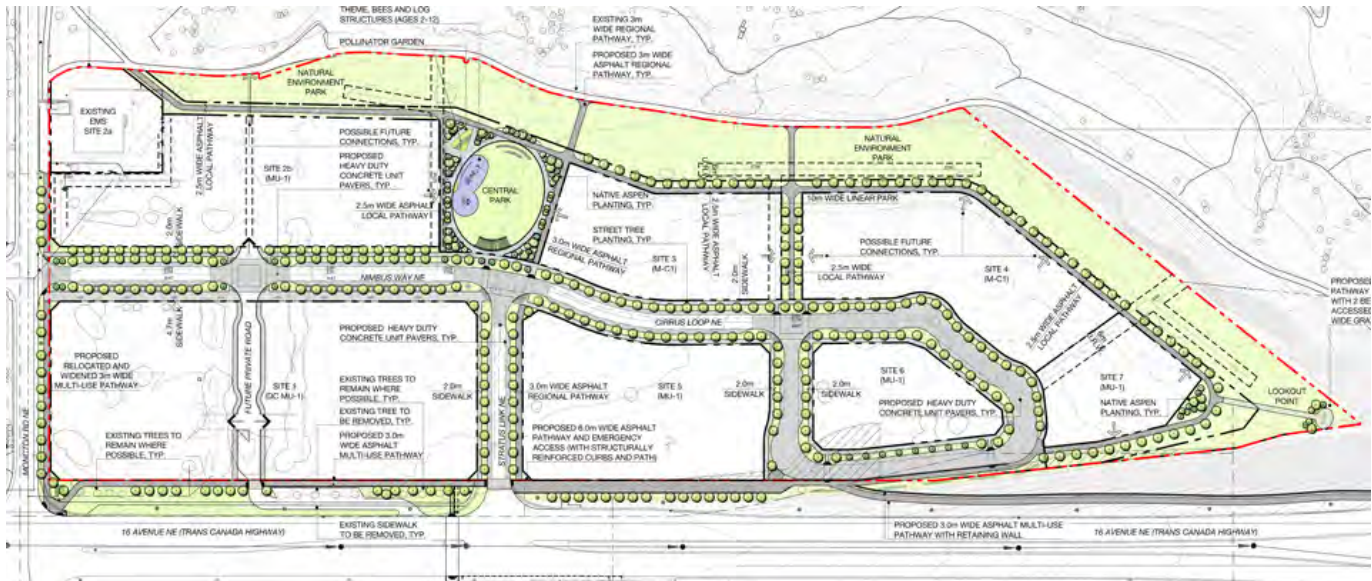 THEME, BEES AND LOG
STRUCTURES (AGES 2-12)
POLLINATOR GARDEN
EXISTING 3m
WIDE REGIONAL
PATHWAY, TYP.
PROPOSED 3m WIDE
ASPHALT REGIONAL
PATHWAY, TYP.
NATURAL
ENVIRONMENT
PARK
EXISTING
EMS
SITE 2a
2.5m WIDE ASPHALT
LOCAL PATHWAY
SITE 2b
(MU-1)
POSSIBLE FUTURE
CONNECTIONS, TYP.
PROPOSED
HEAVY DUTY
CONCRETE UNIT
PAVERS, TYP.
2.5m WIDE ASPHALT
LOCAL PATHWAY
2.0m
SIDEWALK
CENTRAL
PARK
NATURAL
ENVIRONMENT
PARK
NATIVE ASPEN
PLANTING, TYP.
STREET TREE
PLANTING, TYP.
3.0m WIDE ASPHALT
REGIONAL PATHWAY
SITE 3
(M-C1)
2.5m WIDE ASPHALT
LOCAL PATHWAY
2.0m
SIDEWALK
10m WIDE LINEAR PARK
POSSIBLE FUTURE
CONNECTIONS, TYP.
2.5m WIDE
LOCAL PATHWAY
SITE 4
(M-C1)
PROPOSED
PATHWAY
WITH 2 BE
ACCESSED
WIDE GRA
NIMBUS WAY NE
CIRRUS LOOP NE
2.5m WIDE ASPHALT
LOCAL PATHWAY
4.7m
SIDEWALK
PROPOSED
RELOCATED AND
WIDENED 3m WIDE
MULTI-USE PATHWAY
FUTURE PRIVATE ROAD
PROPOSED HEAVY DUTY
CONCRETE UNIT PAVERS, TYP.
SITE 1
(DC MU-1)
EXISTING TREES TO
REMAIN WHERE
POSSIBLE, TYP.
EXISTING TREE TO
BE REMOVED, TYP.
PROPOSED 3.0m
WIDE ASPHALT
MULTI-USE PATHWAY
2.0m
SIDEWALK
STRATUS LINK NE
3.0m WIDE ASPHALT
REGIONAL PATHWAY
SITE 5
(MU-1)
2.0m
SIDEWALK
PROPOSED 6.0m WIDE ASPHALT
PATHWAY AND EMERGENCY
ACCESS (WITH STRUCTURALLY
REINFORCED CURBS AND PATH)
2.0m
SIDEWALK
SITE 6
(MU-1)
PROPOSED HEAVY DUTY
CONCRETE UNIT PAVERS, TYP.
SITE 7
(MU-1)
NATIVE ASPEN
PLANTING, TYP.
LOOKOUT
POINT
MONCTON RD NE
EXISTING TREES TO
REMAIN WHERE
POSSIBLE, TYP.
16 AVENUE NE (TRANS CANADA HIGHWAY)
EXISTING SIDEWALK
TO BE REMOVED, TYP.
PROPOSED 3.0m WIDE ASPHALT MULTI-USE
PATHWAY WITH RETAINING WALL
16 AVENUE NE (TRANS CANADA HIGHWAY)